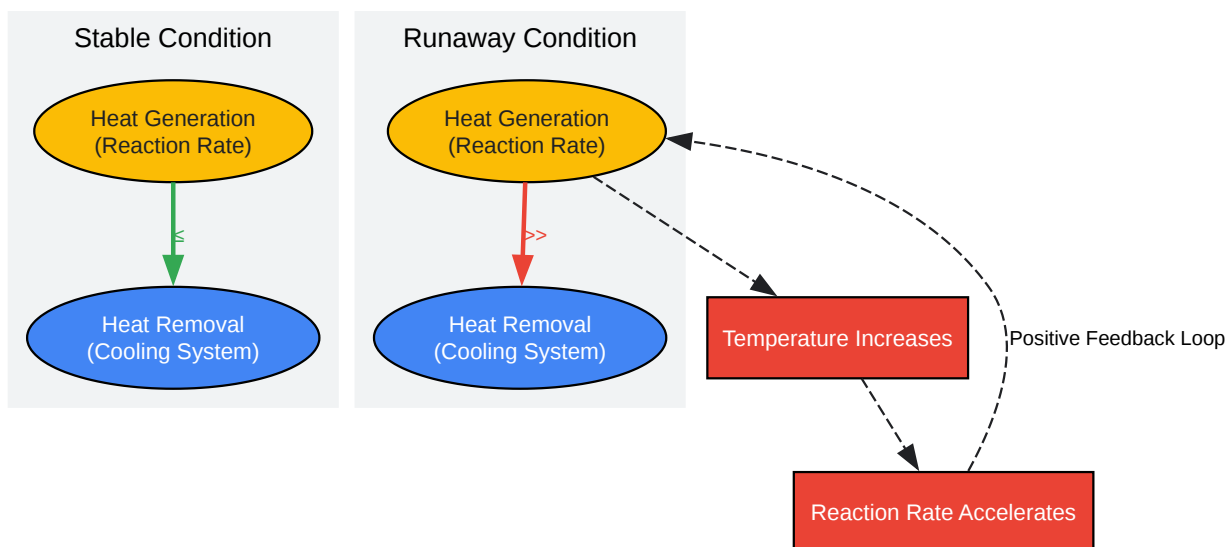 Stable Condition
Heat Generation
(Reaction Rate)
≤
Heat Removal
(Cooling System)
Runaway Condition
Heat Generation
(Reaction Rate)
>>
Heat Removal
(Cooling System)
Temperature Increases
Positive Feedback Loop
Reaction Rate Accelerates